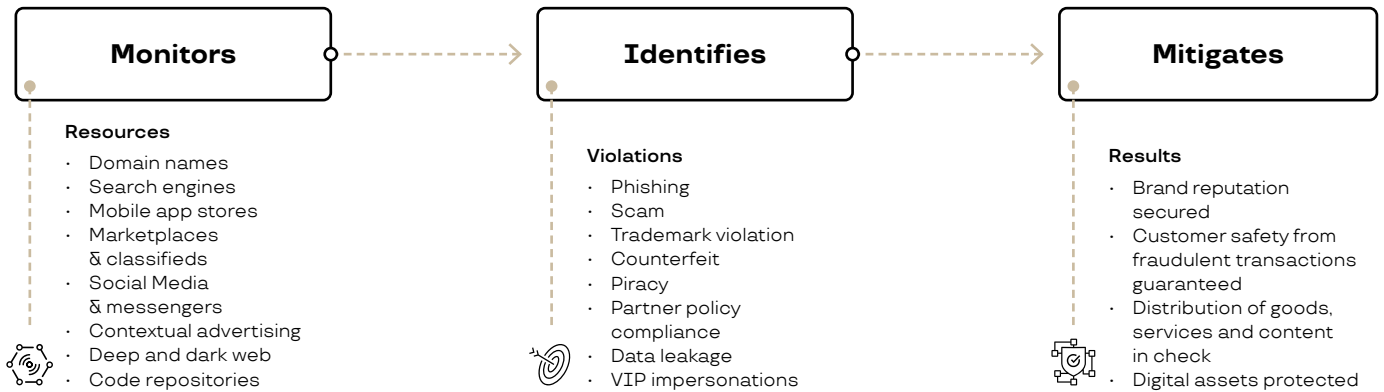 Monitors
Identifies
Mitigates
Resources
· Domain names
· Search engines
· Mobile app stores
· Marketplaces
& classifieds
· Social Media
& messengers
· Contextual advertising
· Deep and dark web
· Code repositories
Violations
· Phishing
· Scam
· Trademark violation
· Counterfeit
· Piracy
· Partner policy
compliance
· Data leakage
· VIP impersonations
Results
· Brand reputation
secured
· Customer safety from
fraudulent transactions
guaranteed
· Distribution of goods,
services and content
in check
· Digital assets protected